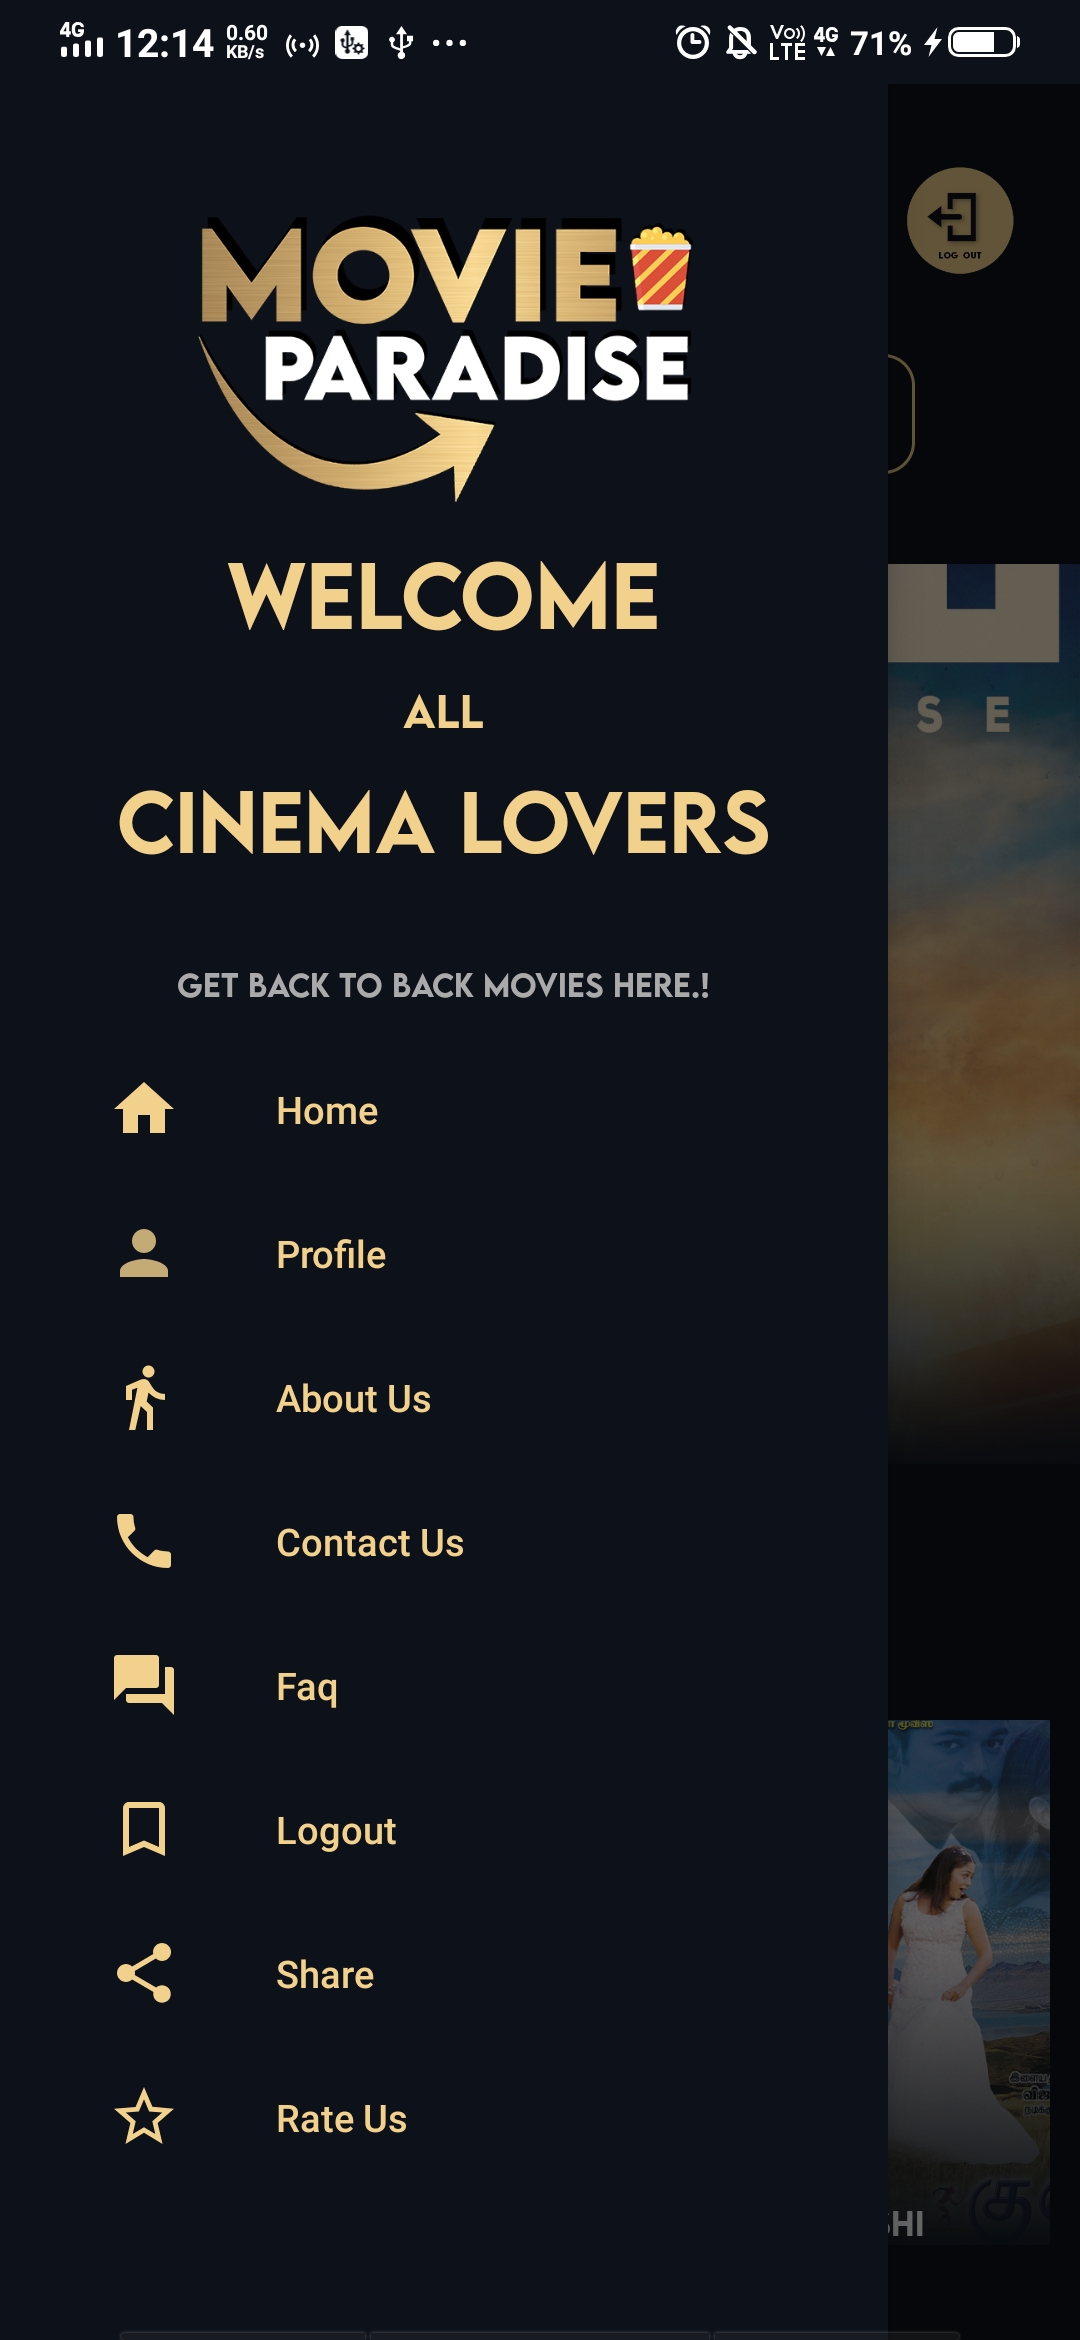 4G 12:14 0.60 KB/s Vo)) LTE 4G 71%
LOG OUT
MOVIE
PARADISE
WELCOME
ALL
S E
CINEMA LOVERS
GET BACK TO BACK MOVIES HERE.!
Home
Profile
About Us
Contact Us
Faq
Logout
Share
Rate Us